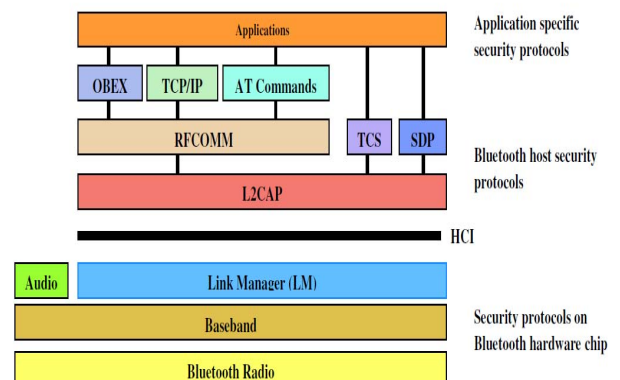 Applications
Application specific
security protocols
OBEX
TCP/IP
AT Commands
RFCOMM
TCS
SDP
Bluetooth host security
protocols
L2CAP
HCI
Audio
Link Manager (LM)
Baseband
Security protocols on
Bluetooth hardware chip
Bluetooth Radio